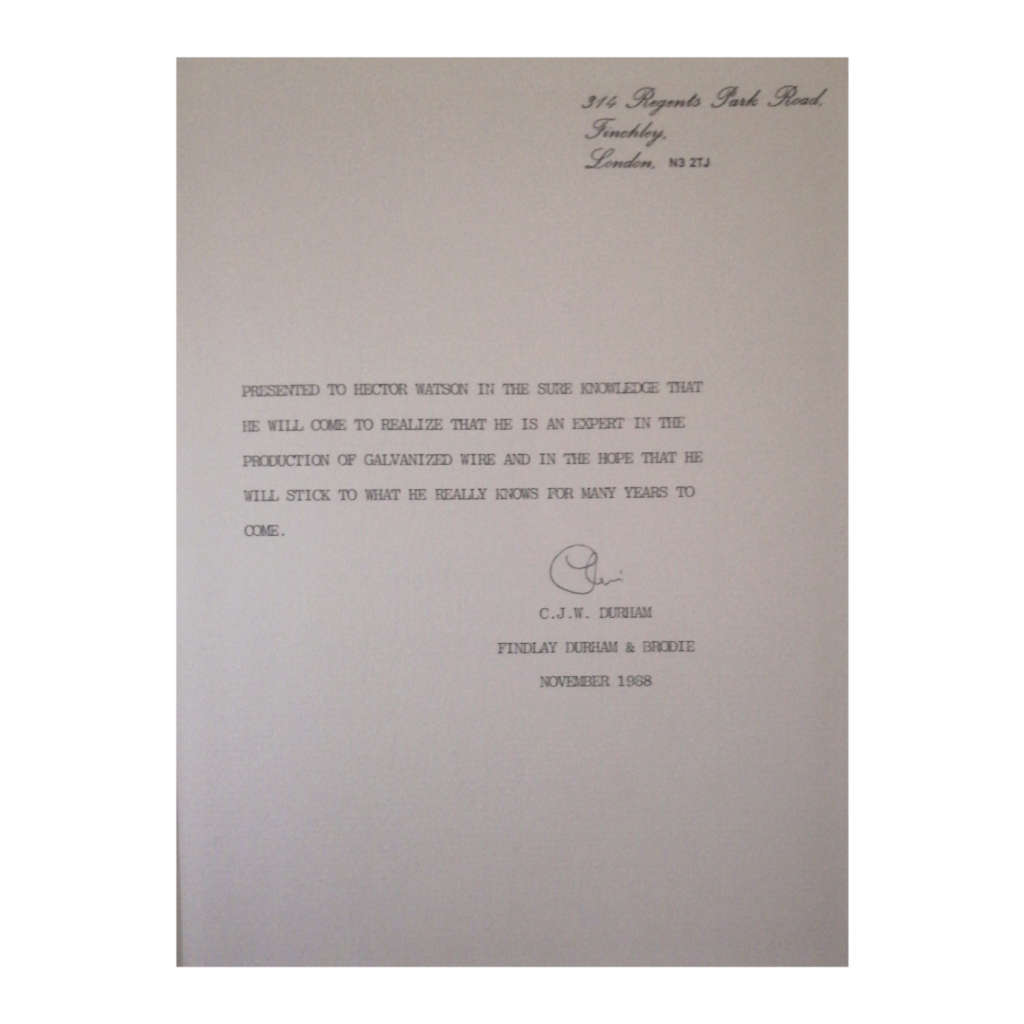 314 Regents Park Road,
Finchley,
London, N3 2TJ
PRESENTED TO HECTOR WATSON IN THE SURE KNOWLEDGE THAT
HE WILL COME TO REALIZE THAT HE IS AN EXPERT IN THE
PRODUCTION OF GALVANIZED WIRE AND IN THE HOPE THAT HE
WILL STICK TO WHAT HE REALLY KNOWS FOR MANY YEARS TO
COME.
C.J.W. DURHAM
FINDLAY DURHAM & BRODIE
NOVEMBER 1988